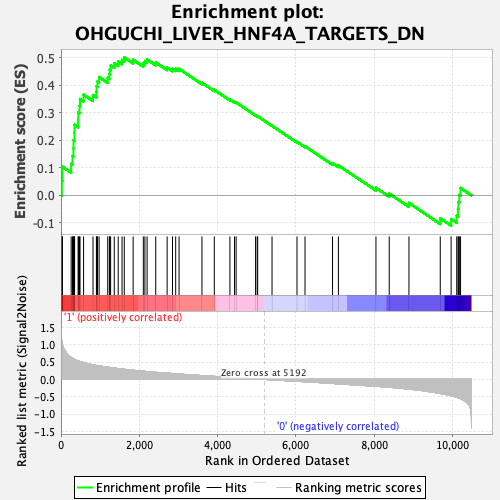 Enrichment plot:
OHGUCHI_LIVER_HNF4A_TARGETS_DN
Enrichment score (ES)
0.5
0.4
0.3
0.2
0.1
0.0
-0.1
'1' (positively correlated)
Ranked list metric (Signal2Noise)
1.5
1.0
0.5
0.0
-0.5
-1.0
-1.5
Zero cross at 5192
'0' (negatively correlated)
0
2,000
4,000
6,000
8,000
10,000
Rank in Ordered Dataset
Enrichment profile
Hits
Ranking metric scores